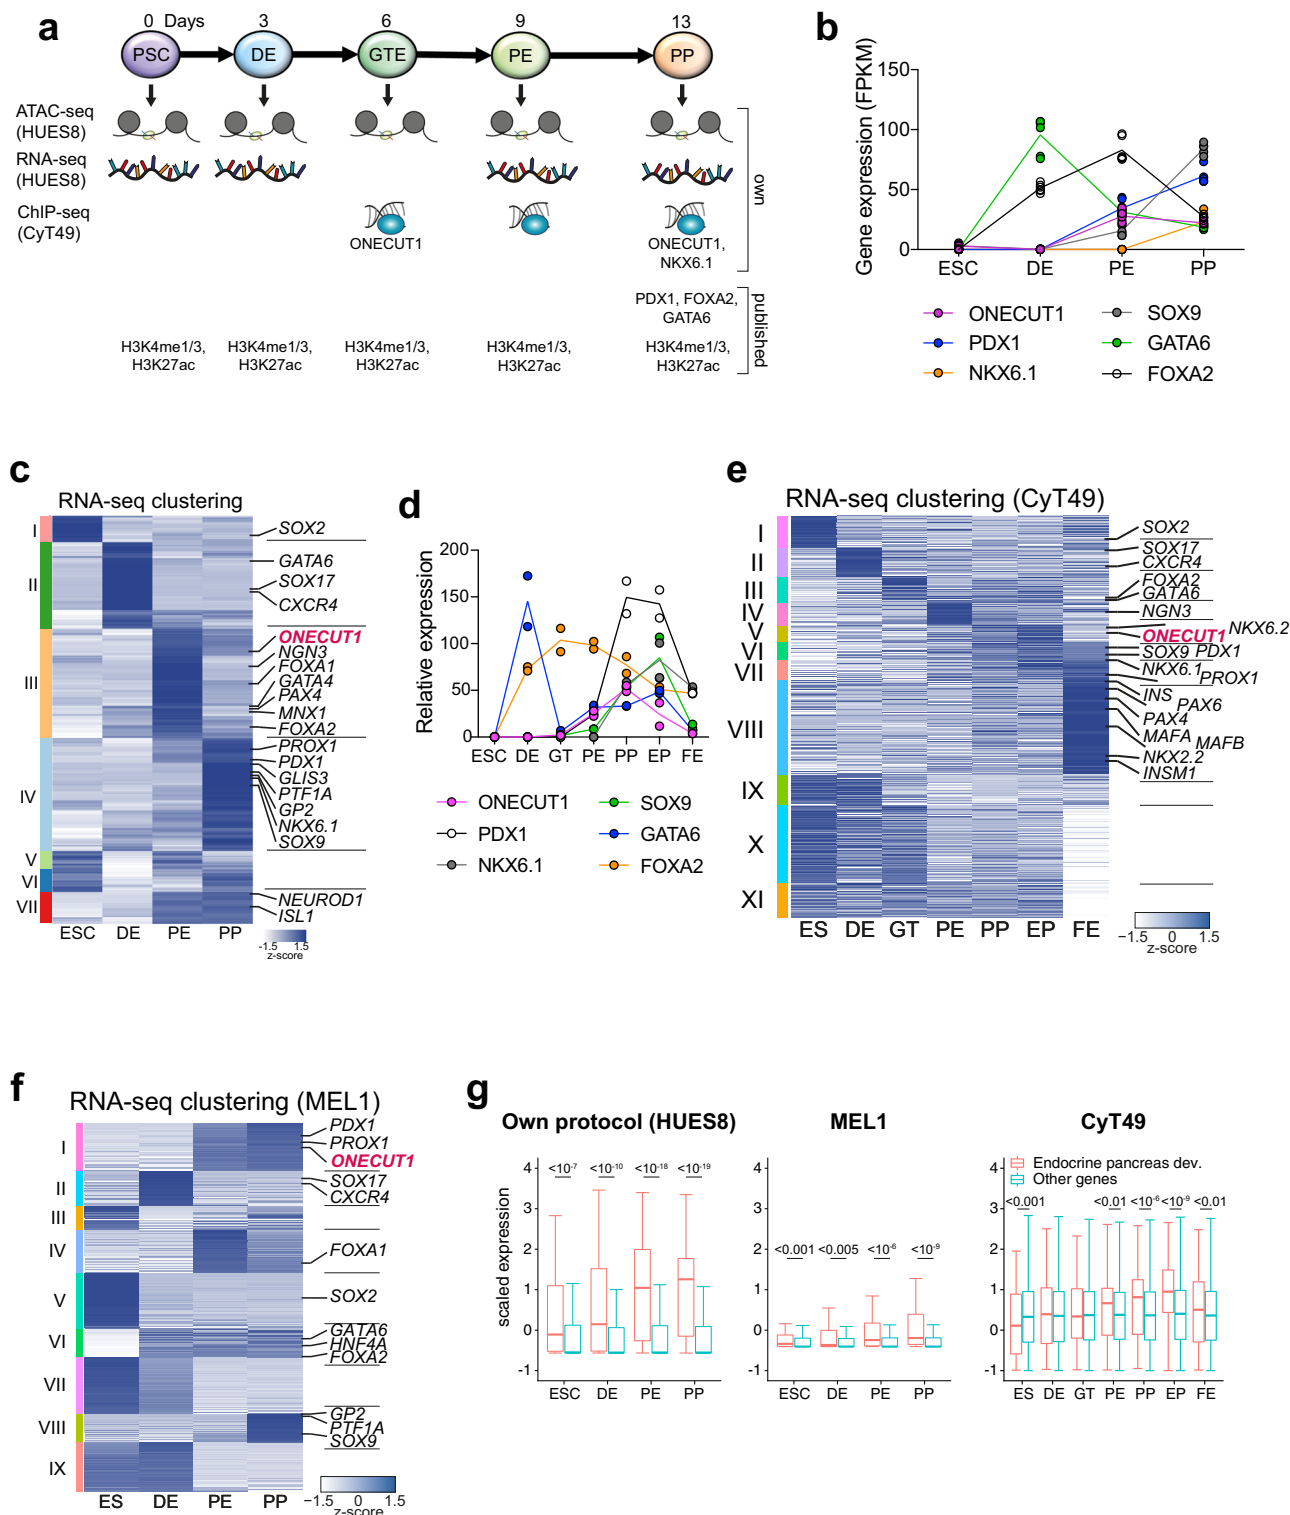 a
0 Days 3 6 9 13
PSC DE GTE PE PP
ATAC-seq
(HUES8)
RNA-seq
(HUES8)
ChIP-seq
(CyT49)
ONECUT1
ONECUT1,
NKX6.1
own
PDX1, FOXA2,
GATA6
H3K4me1/3,
H3K27ac
H3K4me1/3,
H3K27ac
H3K4me1/3,
H3K27ac
H3K4me1/3,
H3K27ac
H3K4me1/3,
H3K27ac
published
b
Gene expression (FPKM)
150
100
50
0
ESC DE PE PP
ONECUT1
PDX1
NKX6.1
SOX9
GATA6
FOXA2
c
RNA-seq clustering
I
II
III
IV
V
VI
VII
SOX2
GATA6
SOX17
CXCR4
ONECUT1
NGN3
FOXA1
GATA4
PAX4
MNX1
FOXA2
PROX1
PDX1
GLIS3
PTF1A
GP2
NKX6.1
SOX9
NEUROD1
ISL1
ESC DE PE PP
-1.5 1.5
z-score
d
Relative expression
200
150
100
50
0
ESC DE GT PE PP EP FE
ONECUT1
PDX1
NKX6.1
SOX9
GATA6
FOXA2
e
RNA-seq clustering (CyT49)
I
II
III
IV
V
VI
VII
VIII
IX
X
XI
SOX2
SOX17
CXCR4
FOXA2
GATA6
NGN3
NKX6.2
ONECUT1
SOX9 PDX1
NKX6.1
PROX1
INS
PAX6
PAX4
MAFA
MAFB
NKX2.2
INSM1
ES DE GT PE PP EP FE
−1.5 0 1.5
z-score
f
RNA-seq clustering (MEL1)
I
II
III
IV
V
VI
VII
VIII
IX
PDX1
PROX1
ONECUT1
SOX17
CXCR4
FOXA1
SOX2
GATA6
HNF4A
FOXA2
GP2
PTF1A
SOX9
ES DE PE PP
−1.5 0 1.5
z-score
g
Own protocol (HUES8)
scaled expression
4
3
2
1
0
-1
<10-7 <10-10 <10-18 <10-19
ESC DE PE PP
MEL1
4
3
2
1
0
-1
<0.001 <0.005 <10-6 <10-9
ESC DE PE PP
CyT49
Endocrine pancreas dev.
Other genes
4
3
2
1
0
-1
<0.001 <0.01 <10-6 <10-9 <0.01
ES DE GT PE PP EP FE